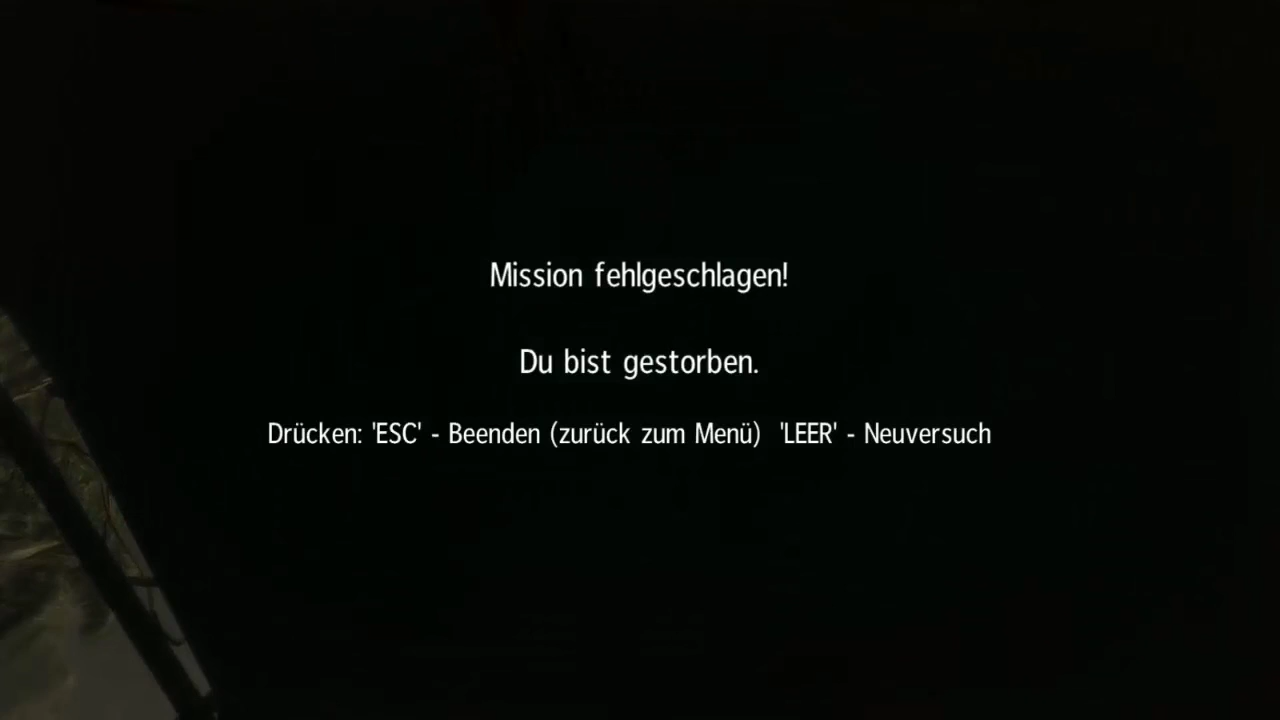 Mission fehlgeschlagen!
Du bist gestorben.
Drücken: 'ESC' - Beenden (zurück zum Menü) 'LEER' - Neuversuch